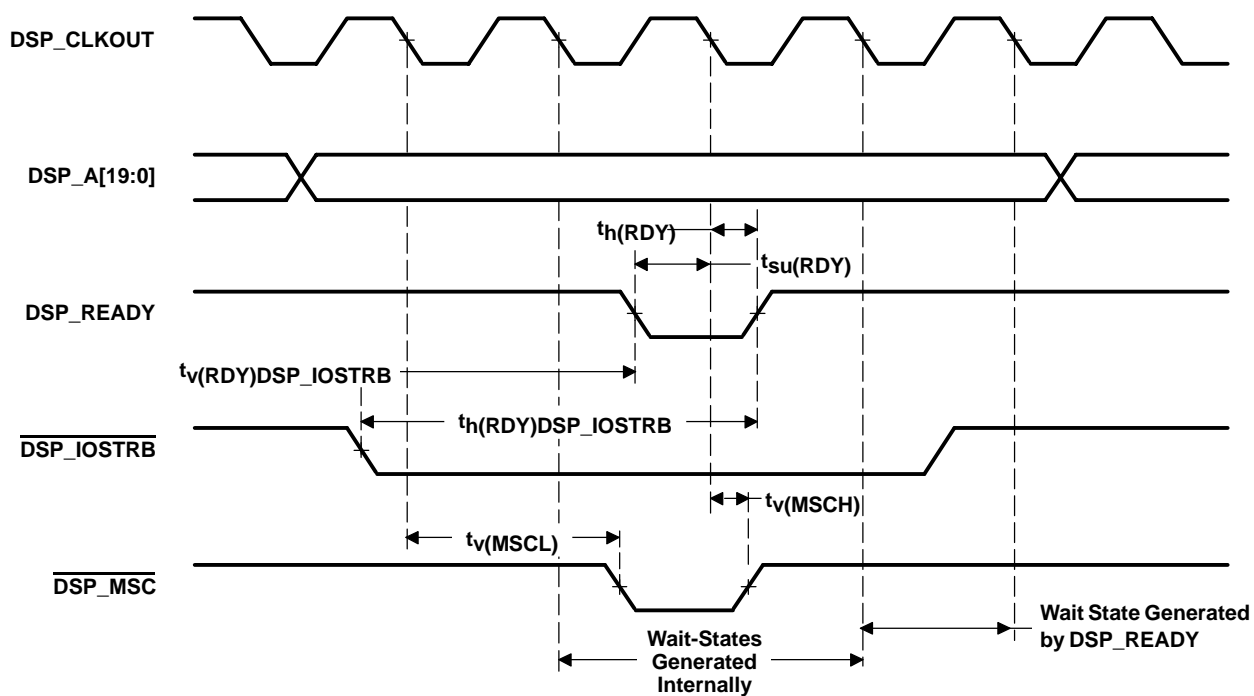 DSP_CLKOUT
DSP_A[19:0]
th(RDY)
tsu(RDY)
DSP_READY
tv(RDY)DSP_IOSTRB
th(RDY)DSP_IOSTRB
DSP_IOSTRB
tv(MSCH)
tv(MSCL)
DSP_MSC
Wait-States
Generated
Internally
Wait State Generated
by DSP_READY